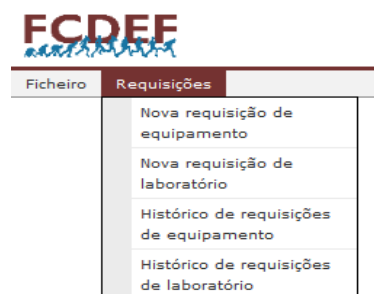 FCDEF
Ficheiro Requisições
Nova requisição de
equipamento
Nova requisição de
laboratório
Histórico de requisições
de equipamento
Histórico de requisições
de laboratório